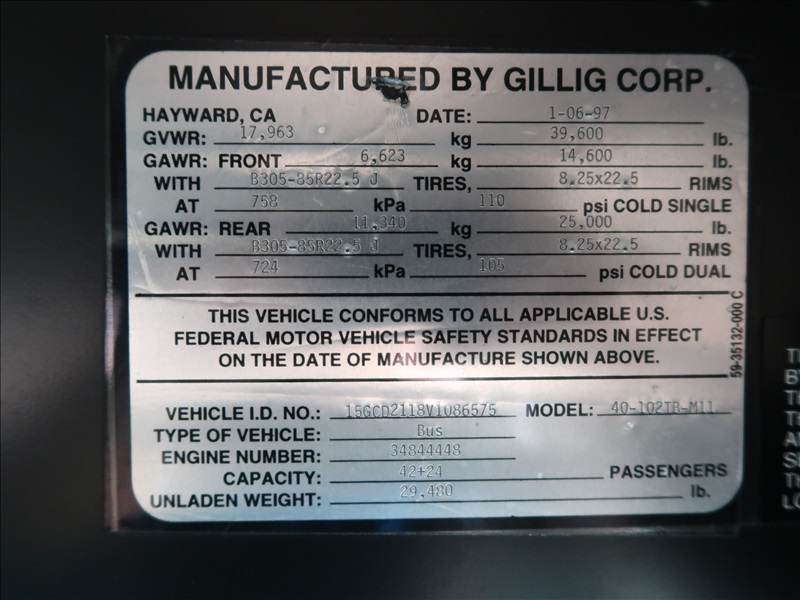 MANUFACTURED BY GILLIG CORP.
HAYWARD, CA DATE: 1-06-97
GVWR: 17,963 kg 39,600 lb.
GAWR: FRONT 6,623 kg 14,600 lb.
WITH B305-85R22.5 J TIRES, 8.25x22.5 RIMS
AT 758 kPa 110 psi COLD SINGLE
GAWR: REAR 11,340 kg 25,000 lb.
WITH B305-85R22.5 J TIRES, 8.25x22.5 RIMS
AT 724 kPa 105 psi COLD DUAL
THIS VEHICLE CONFORMS TO ALL APPLICABLE U.S.
FEDERAL MOTOR VEHICLE SAFETY STANDARDS IN EFFECT
ON THE DATE OF MANUFACTURE SHOWN ABOVE.
59-35132-000 C
VEHICLE I.D. NO.: 15GCD2118V1086575 MODEL: 40-102TB-M11
TYPE OF VEHICLE: Bus
ENGINE NUMBER: 34844448
CAPACITY: 42+24 PASSENGERS
UNLADEN WEIGHT: 29,480 lb.